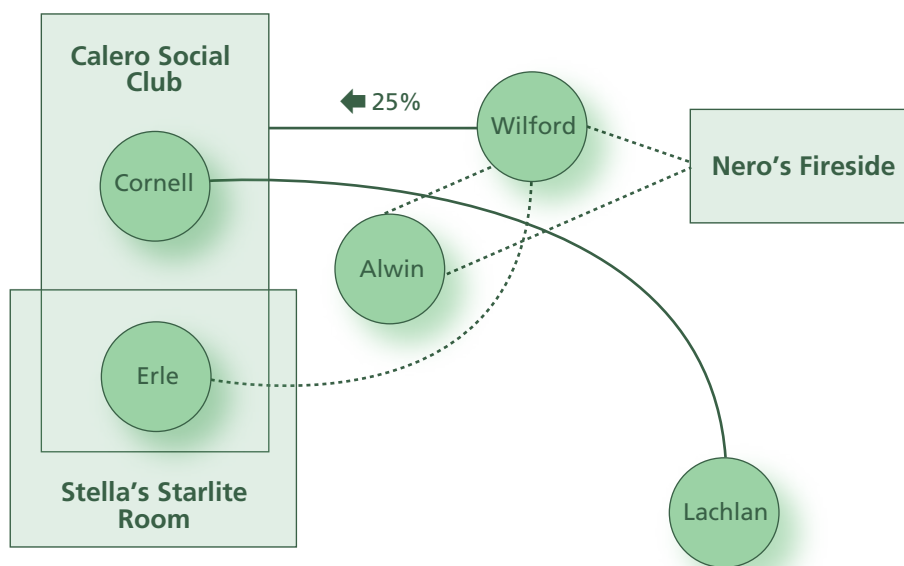 Calero Social
Club
25%
Wilford
Nero's Fireside
Cornell
Alwin
Erle
Stella's Starlite
Room
Lachlan